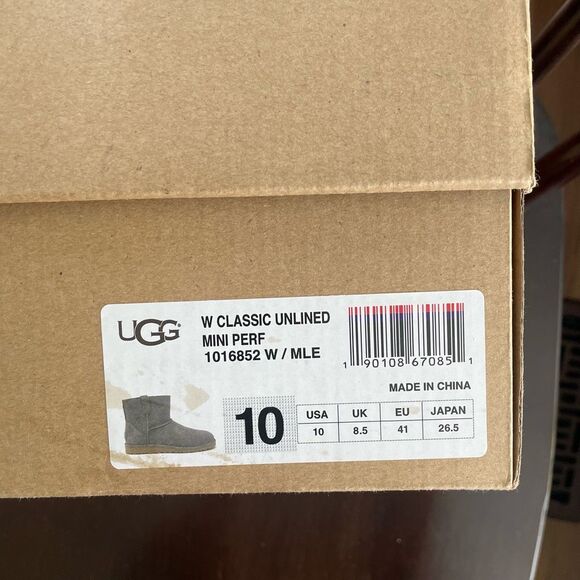 UGG
W CLASSIC UNLINED
MINI PERF
1016852 W / MLE
1 90108 67085 1
MADE IN CHINA
10
USA UK EU JAPAN
10 8.5 41 26.5